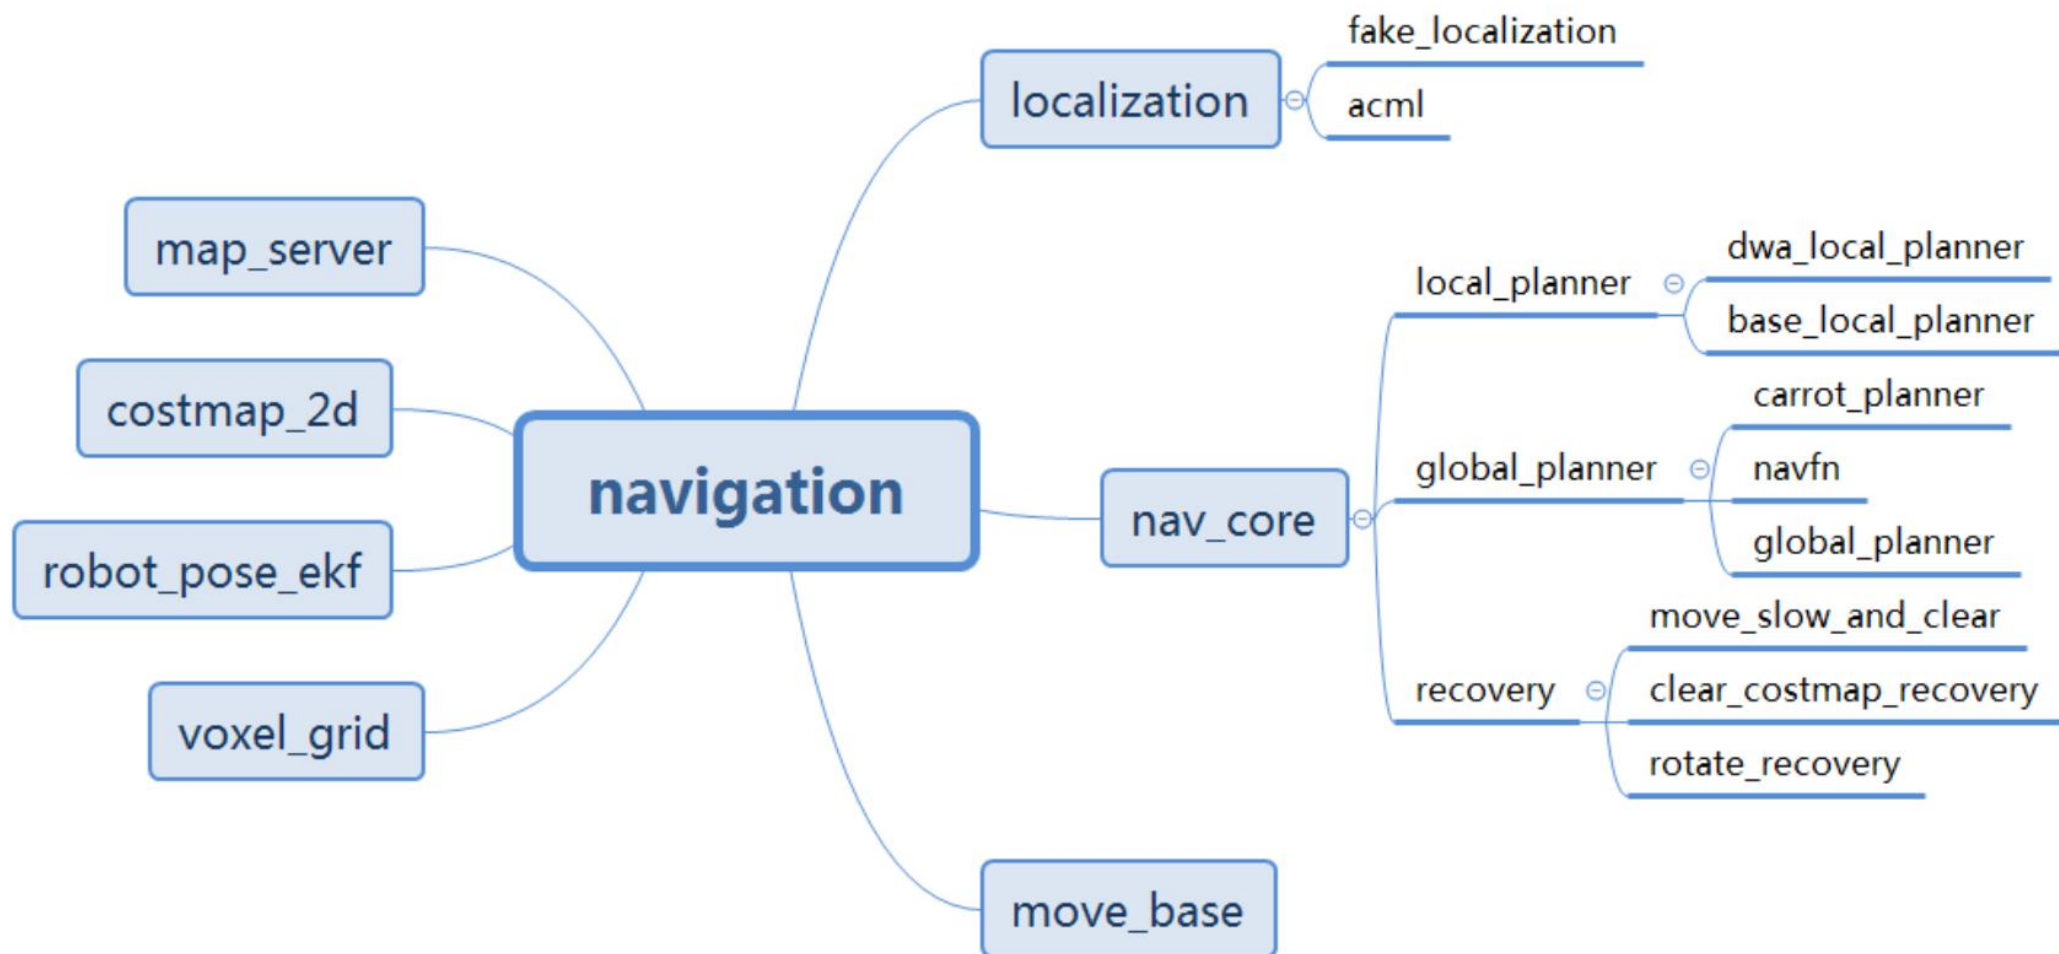 fake_localization
localization
acml
map_server
dwa_local_planner
local_planner
base_local_planner
costmap_2d
carrot_planner
navigation
global_planner
navfn
nav_core
global_planner
robot_pose_ekf
move_slow_and_clear
recovery
clear_costmap_recovery
voxel_grid
rotate_recovery
move_base